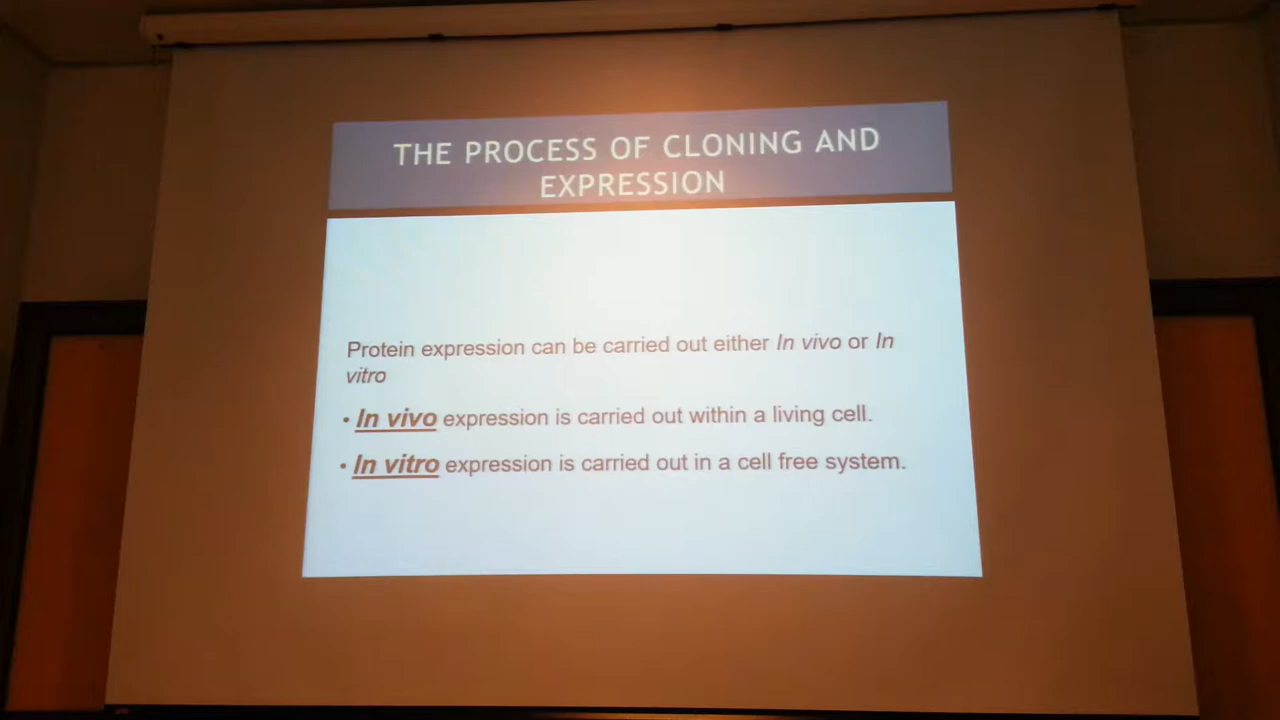 THE PROCESS OF CLONING AND
EXPRESSION
Protein expression can be carried out either In vivo or In
vitro
• In vivo expression is carried out within a living cell.
• In vitro expression is carried out in a cell free system.